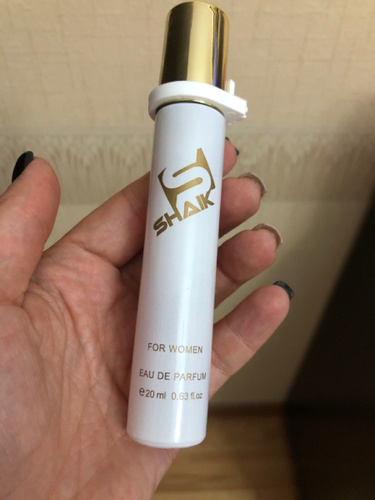 SHAIK
FOR WOMEN
EAU DE PARFUM
℮20 ml 0.63 fl.oz